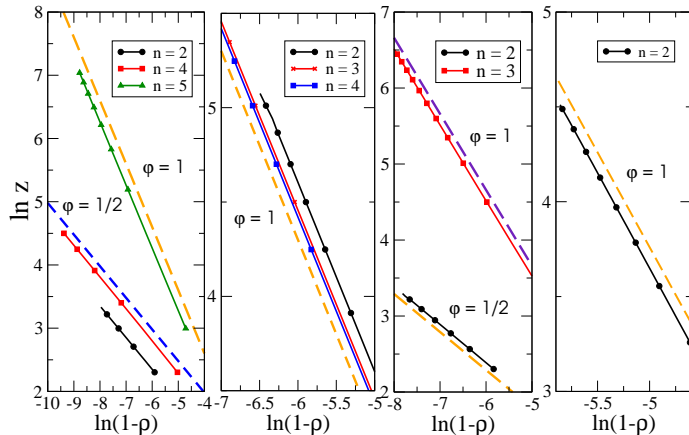 ln z
8
7
6
5
4
3
2
-10
-9
-8
-7
-6
-5
-4
ln(1-ρ)
n = 2
n = 4
n = 5
φ = 1
φ = 1/2
5
4
-7
-6.5
-6
-5.5
-5
ln(1-ρ)
n = 2
n = 3
n = 4
φ = 1
7
6
5
4
3
2
-8
-7
-6
-5
ln(1-ρ)
n = 2
n = 3
φ = 1
φ = 1/2
5
4
3
-5.5
-5
ln(1-ρ)
n = 2
φ = 1